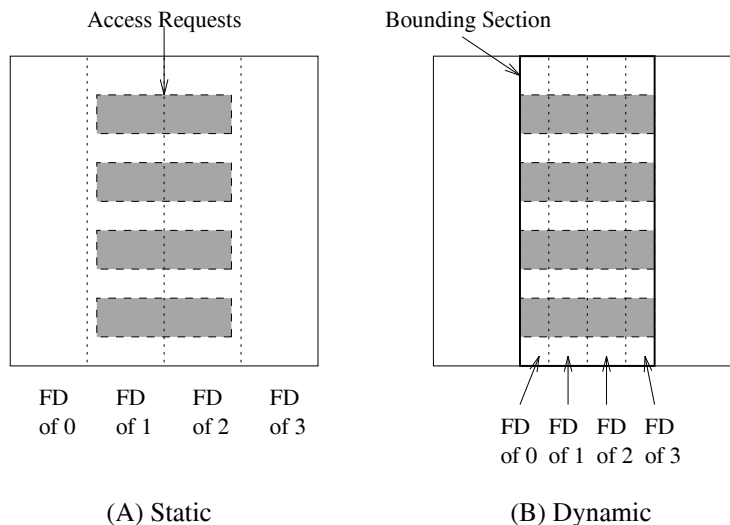 Access Requests
Bounding Section
FD FD FD FD
of 0 of 1 of 2 of 3
FD FD FD FD
of 0 of 1 of 2 of 3
(A) Static
(B) Dynamic